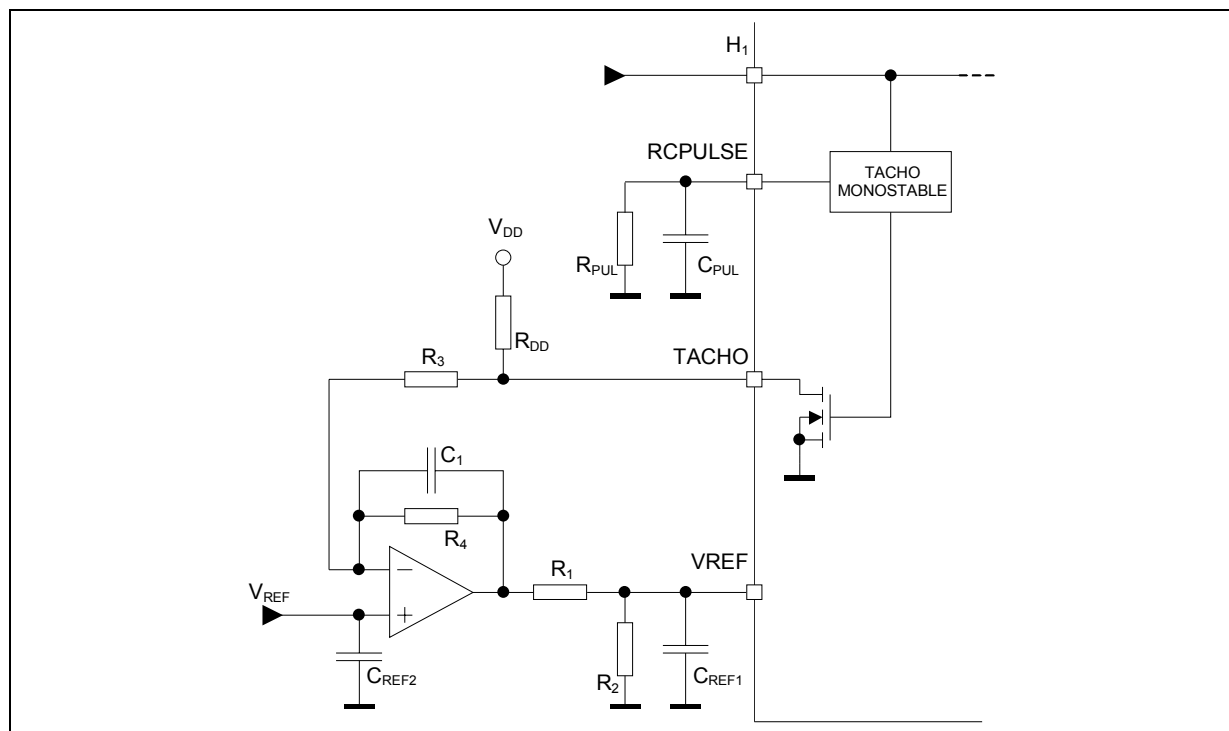 H1
RCPULSE
TACHO
MONOSTABLE
VDD
RPUL
CPUL
RDD
R3
TACHO
C1
R4
R1
VREF
VREF
CREF2
R2
CREF1